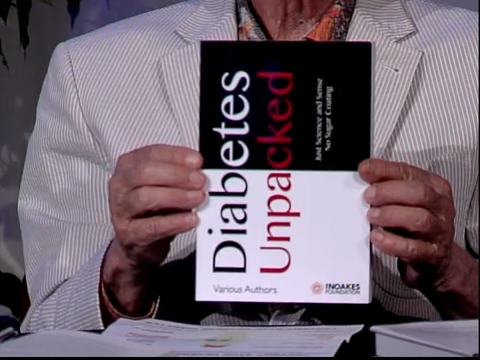 Diabetes
Unpacked
Just Science and Sense
No Sugar Coating
Various Authors
THE NOAKES
FOUNDATION